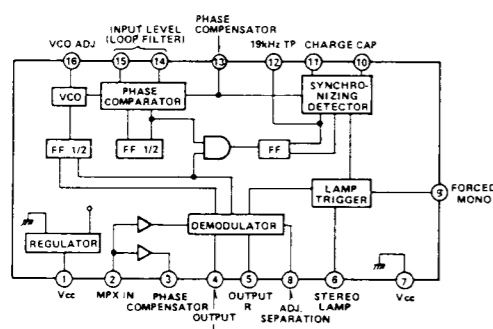 PHASE
COMPENSATOR
INPUT LEVEL
(LOOP FILTER)
VCO ADJ
19kHz TP
CHARGE CAP
16
15
14
13
12
11
10
VCO
PHASE
COMPARATOR
SYNCHRO-
NIZING
DETECTOR
FF 1/2
FF 1/2
FF
LAMP
TRIGGER
9
FORCED
MONO
DEMODULATOR
REGULATOR
1
2
3
4
5
8
6
7
Vcc
MPX IN
PHASE
COMPENSATOR
OUTPUT
OUTPUT
R
ADJ.
SEPARATION
STEREO
LAMP
Vcc